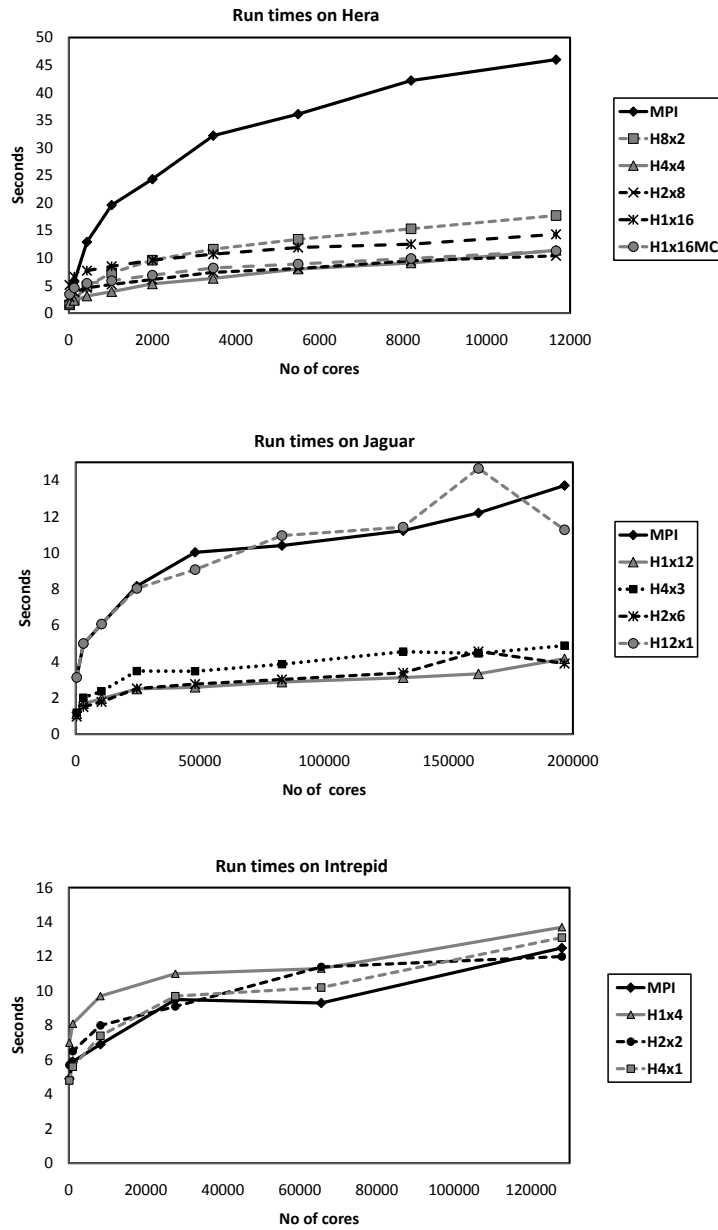 Run times on Hera
50
45
40
35
30
25
20
15
10
5
0
Seconds
0 2000 4000 6000 8000 10000 12000
No of cores
MPI
H8x2
H4x4
H2x8
H1x16
H1x16MC
Run times on Jaguar
14
12
10
8
6
4
2
0
Seconds
0 50000 100000 150000 200000
No of cores
MPI
H1x12
H4x3
H2x6
H12x1
Run times on Intrepid
16
14
12
10
8
6
4
2
0
Seconds
0 20000 40000 60000 80000 100000 120000
No of cores
MPI
H1x4
H2x2
H4x1